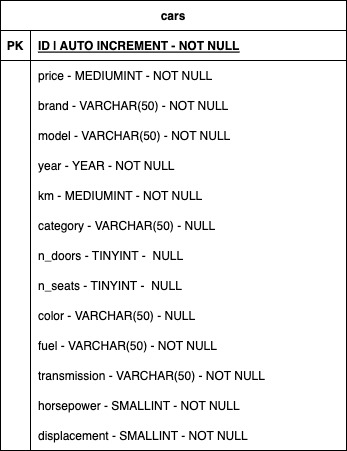 cars
PK ID | AUTO INCREMENT - NOT NULL
price - MEDIUMINT - NOT NULL
brand - VARCHAR(50) - NOT NULL
model - VARCHAR(50) - NOT NULL
year - YEAR - NOT NULL
km - MEDIUMINT - NOT NULL
category - VARCHAR(50) - NULL
n_doors - TINYINT - NULL
n_seats - TINYINT - NULL
color - VARCHAR(50) - NULL
fuel - VARCHAR(50) - NOT NULL
transmission - VARCHAR(50) - NOT NULL
horsepower - SMALLINT - NOT NULL
displacement - SMALLINT - NOT NULL